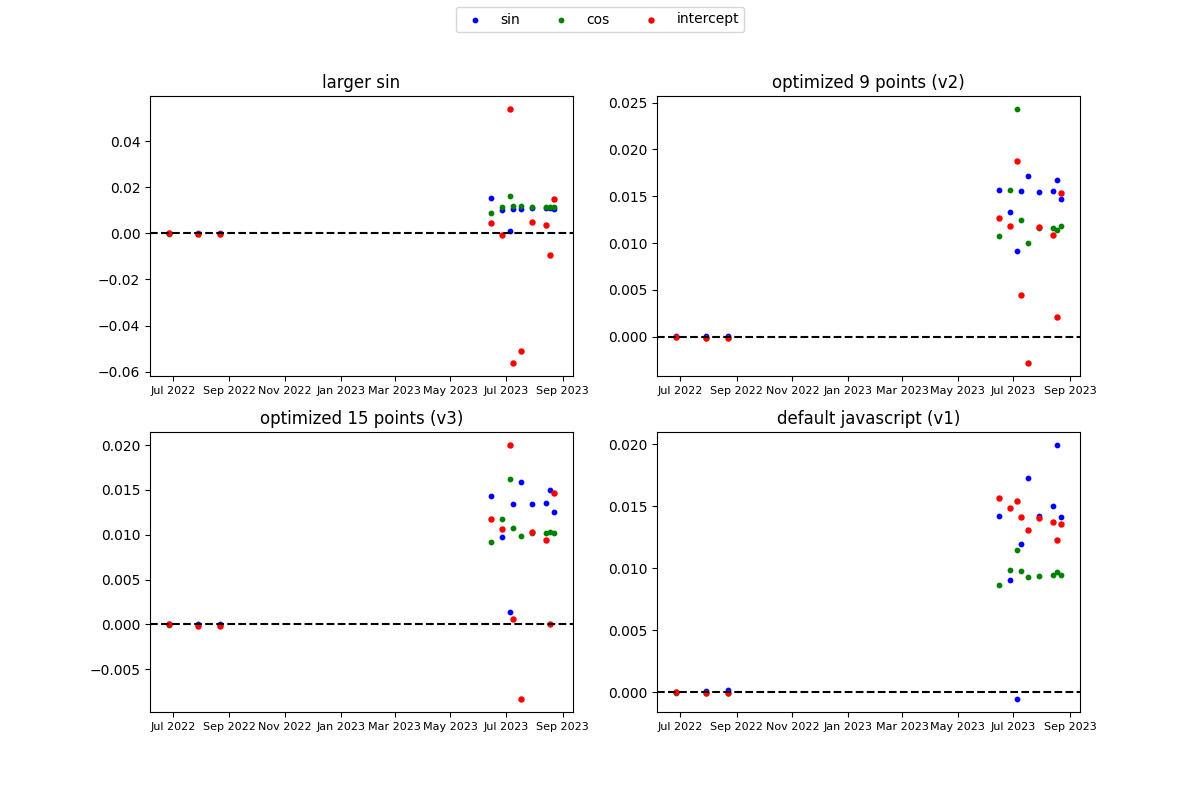 sin cos intercept
larger sin
0.04
0.02
0.00
−0.02
−0.04
−0.06
Jul 2022 Sep 2022 Nov 2022 Jan 2023 Mar 2023 May 2023 Jul 2023 Sep 2023
optimized 9 points (v2)
0.025
0.020
0.015
0.010
0.005
0.000
Jul 2022 Sep 2022 Nov 2022 Jan 2023 Mar 2023 May 2023 Jul 2023 Sep 2023
optimized 15 points (v3)
0.020
0.015
0.010
0.005
0.000
−0.005
Jul 2022 Sep 2022 Nov 2022 Jan 2023 Mar 2023 May 2023 Jul 2023 Sep 2023
default javascript (v1)
0.020
0.015
0.010
0.005
0.000
Jul 2022 Sep 2022 Nov 2022 Jan 2023 Mar 2023 May 2023 Jul 2023 Sep 2023